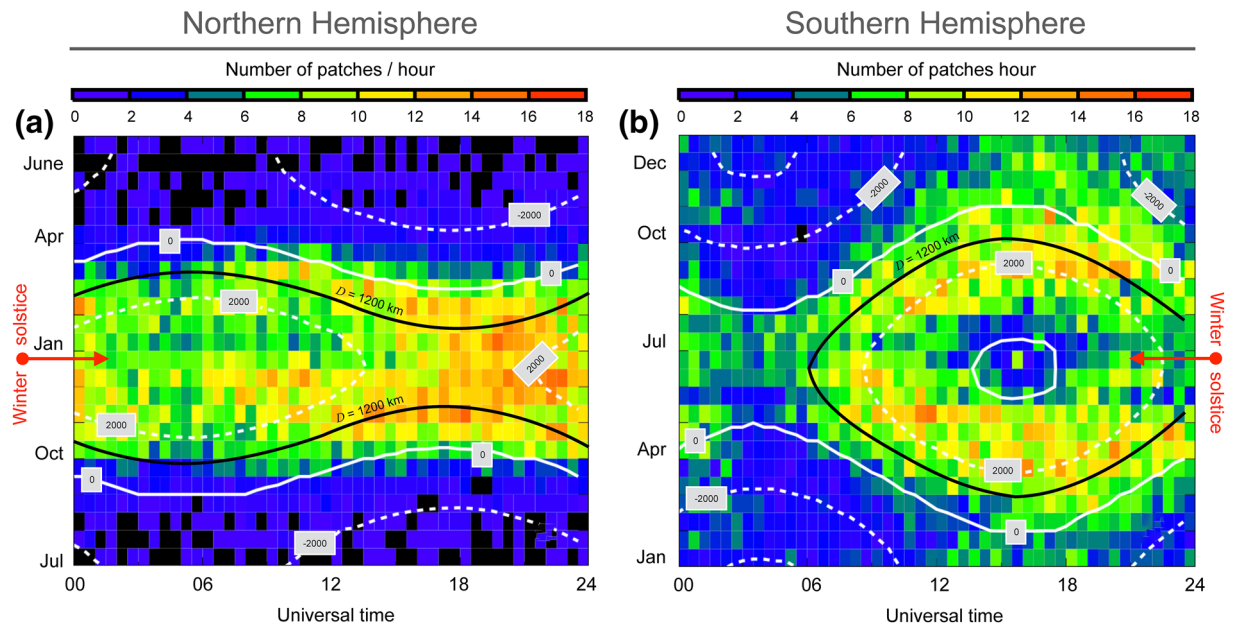 Northern Hemisphere
Southern Hemisphere
Number of patches / hour
Number of patches hour
(a)
0 2 4 6 8 10 12 14 16 18
(b)
0 2 4 6 8 10 12 14 16 18
June
Apr
Jan
Oct
Jul
Winter solstice
-2000
0
0
2000
D = 1200 km
2000
D = 1200 km
2000
0
0
-2000
00 06 12 18 24
Universal time
Dec
Oct
Jul
Apr
Jan
-2000
-2000
D = 1200 km
2000
0
0
0
2000
-2000
0
00 06 12 18 24
Universal time
Winter solstice